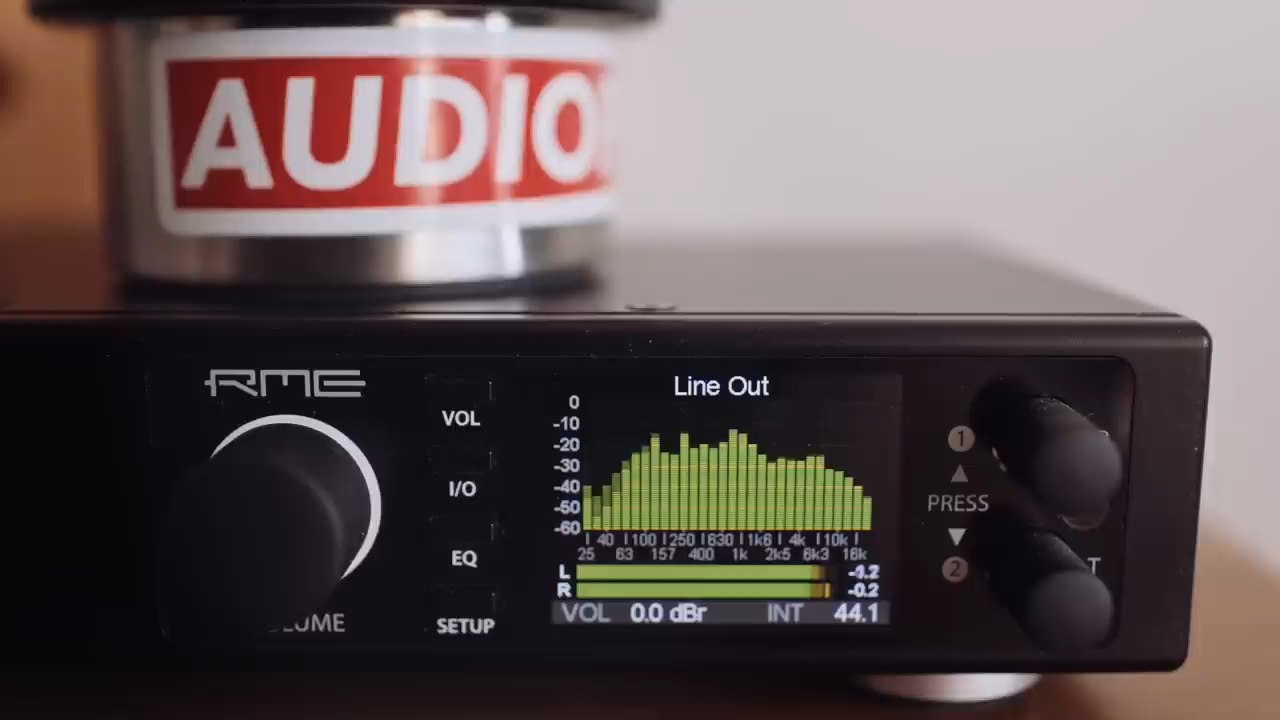 AUDIO
RME
VOL
I/O
EQ
SETUP
Line Out
0
-10
-20
-30
-40
-50
-60
40 100 250 630 1k6 4k 10k
25 63 157 400 1k 2k5 6k3 16k
L
R -0.2
VOL 0.0 dBr INT 44.1
1
PRESS
2